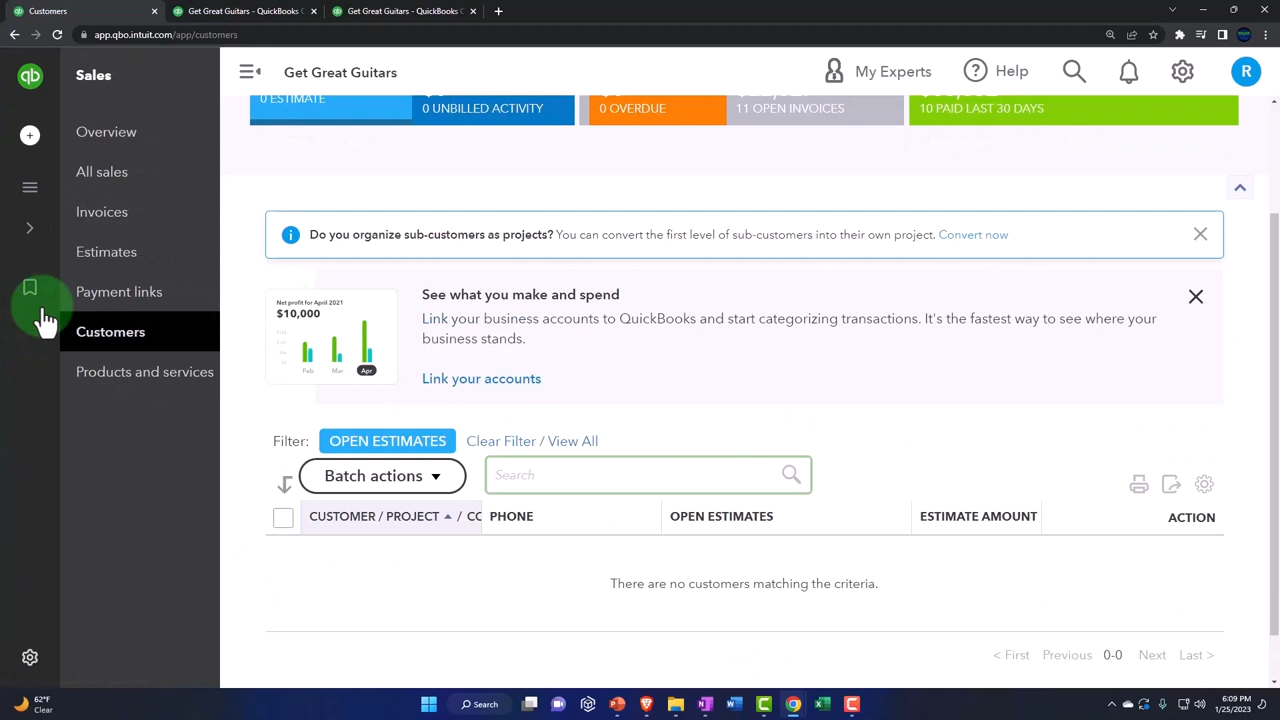 Customers
Get Great Guitars - QuickBooks C
Get Great Guitars - QuickBooks C
app.qbo.intuit.com/app/customers
qb
Sales
Get Great Guitars
My Experts
Help
R
Overview
All sales
Invoices
Estimates
Payment links
Customers
Products and services
0 ESTIMATE
0 UNBILLED ACTIVITY
0 OVERDUE
11 OPEN INVOICES
10 PAID LAST 30 DAYS
Do you organize sub-customers as projects? You can convert the first level of sub-customers into their own project. Convert now
Net profit for April 2021
$10,000
Feb Mar Apr
See what you make and spend
Link your business accounts to QuickBooks and start categorizing transactions. It's the fastest way to see where your
business stands.
Link your accounts
Filter: OPEN ESTIMATES Clear Filter / View All
Batch actions
Search
CUSTOMER / PROJECT / CO PHONE OPEN ESTIMATES ESTIMATE AMOUNT ACTION
There are no customers matching the criteria.
< First Previous 0-0 Next Last >
62°F
Clear
Search
6:09 PM
1/25/2023